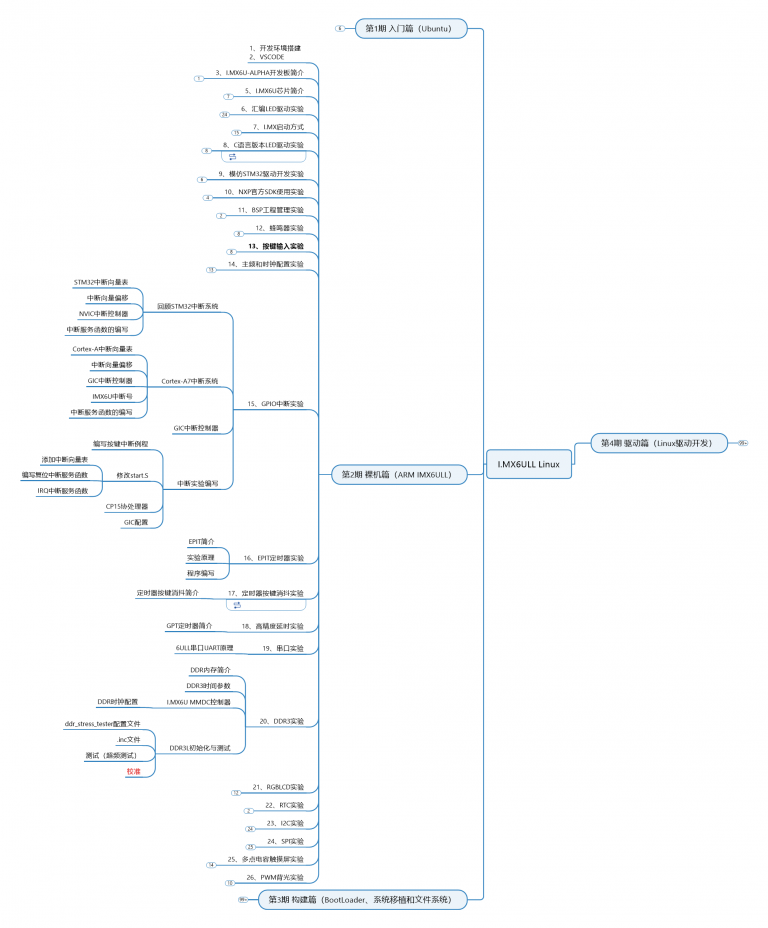 I.MX6ULL Linux
第1期 入门篇（Ubuntu）
6
第2期 裸机篇（ARM IMX6ULL）
1、开发环境搭建
2、VSCODE
3、I.MX6U-ALPHA开发板简介
1
5、I.MX6U芯片简介
7
6、汇编LED驱动实验
24
7、I.MX启动方式
15
8、C语言版本LED驱动实验
8
9、模仿STM32驱动开发实验
6
10、NXP官方SDK使用实验
4
11、BSP工程管理实验
2
12、蜂鸣器实验
13、按键输入实验
14、主频和时钟配置实验
13
15、GPIO中断实验
回顾STM32中断系统
STM32中断向量表
中断向量偏移
NVIC中断控制器
中断服务函数的编写
Cortex-A7中断系统
Cortex-A中断向量表
中断向量偏移
GIC中断控制器
IMX6U中断号
中断服务函数的编写
GIC中断控制器
中断实验编写
编写按键中断例程
修改start.S
添加中断向量表
编写复位中断服务函数
IRQ中断服务函数
CP15协处理器
GIC配置
16、EPIT定时器实验
EPIT简介
实验原理
程序编写
17、定时器按键消抖实验
定时器按键消抖简介
18、高精度延时实验
GPT定时器简介
19、串口实验
6ULL串口UART原理
20、DDR3实验
DDR内存简介
DDR3时间参数
I.MX6U MMDC控制器
DDR时钟配置
DDR3L初始化与测试
ddr_stress_tester配置文件
.inc文件
测试（超频测试）
校准
21、RGBLCD实验
12
22、RTC实验
2
23、I2C实验
24
24、SPI实验
25
25、多点电容触摸屏实验
14
26、PWM背光实验
10
第3期 构建篇（BootLoader、系统移植和文件系统）
99+
第4期 驱动篇（Linux驱动开发）
99+